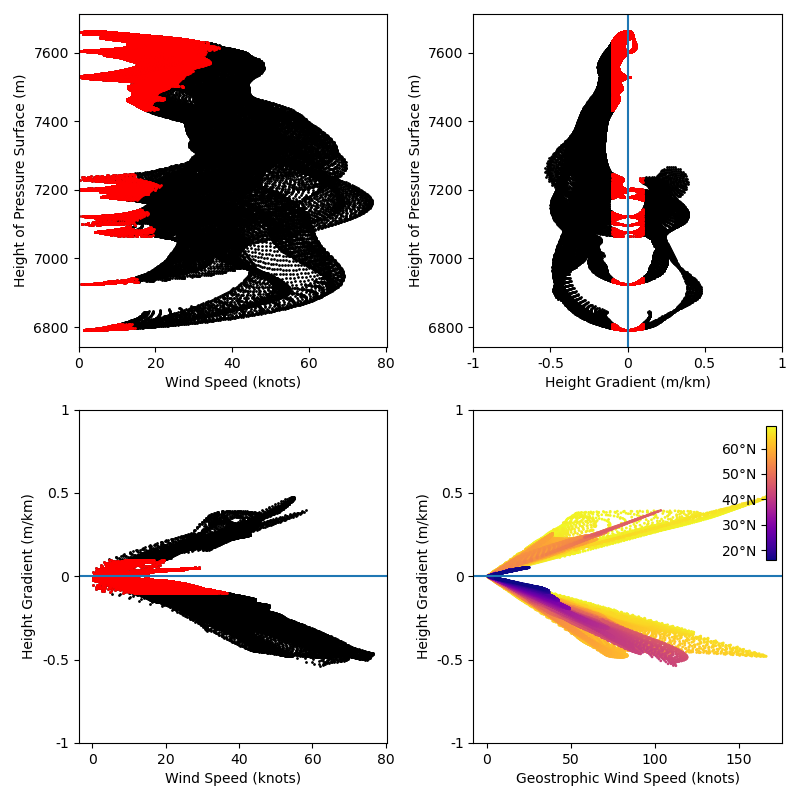 7600
7400
7200
7000
6800
Height of Pressure Surface (m)
0 20 40 60 80
Wind Speed (knots)
7600
7400
7200
7000
6800
Height of Pressure Surface (m)
-1 -0.5 0 0.5 1
Height Gradient (m/km)
1
0.5
0
-0.5
-1
Height Gradient (m/km)
0 20 40 60 80
Wind Speed (knots)
1
0.5
0
-0.5
-1
Height Gradient (m/km)
60°N
50°N
40°N
30°N
20°N
0 50 100 150
Geostrophic Wind Speed (knots)